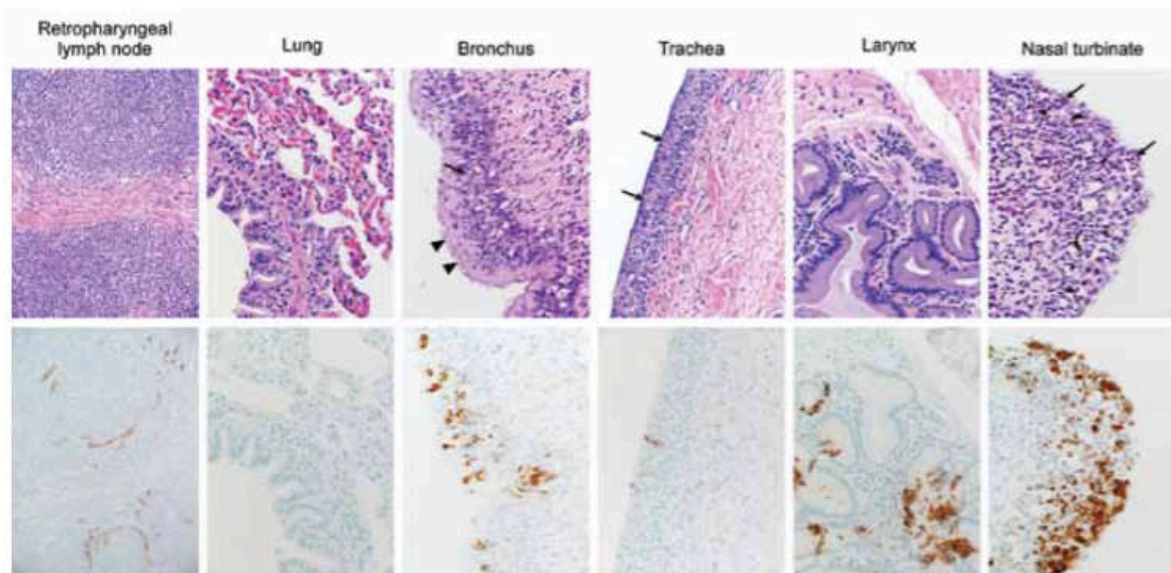 Retropharyngeal
lymph node
Lung
Bronchus
Trachea
Larynx
Nasal turbinate